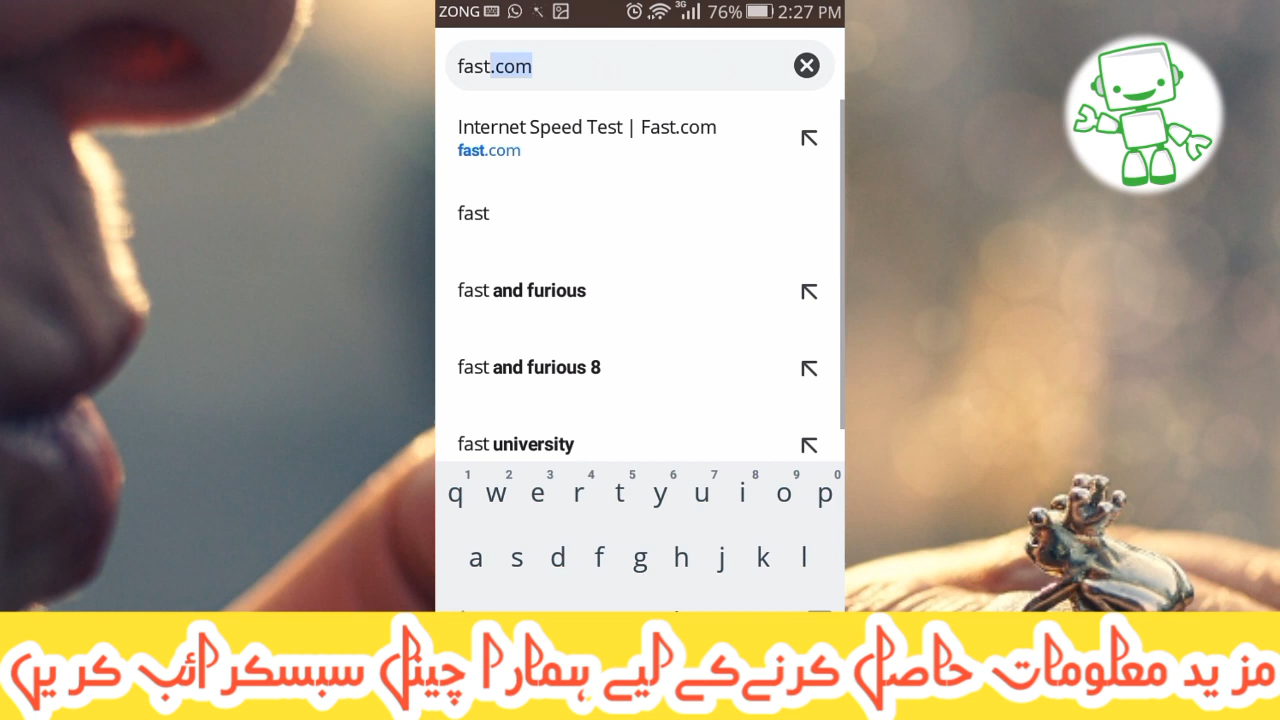 ZONG 3G 76% 2:27 PM
fast.com
Internet Speed Test | Fast.com
fast.com
fast
fast and furious
fast and furious 8
fast university
1 2 3 4 5 6 7 8 9 0
q w e r t y u i o p
a s d f g h j k l
مزید معلومات حاصل کرنےکے لیے ہمارا چینل سبسکرائب کریں